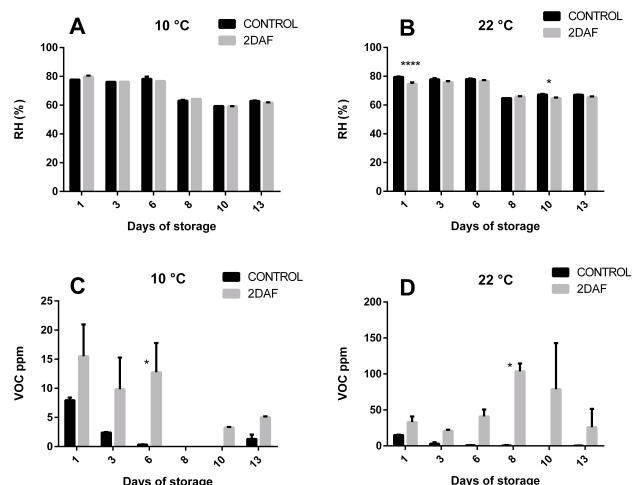 A
10 °C
CONTROL
2DAF
RH (%)
100
80
60
40
20
0
1
3
6
8
10
13
Days of storage
B
22 °C
CONTROL
2DAF
RH (%)
100
80
60
40
20
0
****
*
1
3
6
8
10
13
Days of storage
C
10 °C
CONTROL
2DAF
VOC ppm
25
20
15
10
5
0
*
1
3
6
8
10
13
Days of storage
D
22 °C
CONTROL
2DAF
VOC ppm
200
150
100
50
0
*
1
3
6
8
10
13
Days of storage